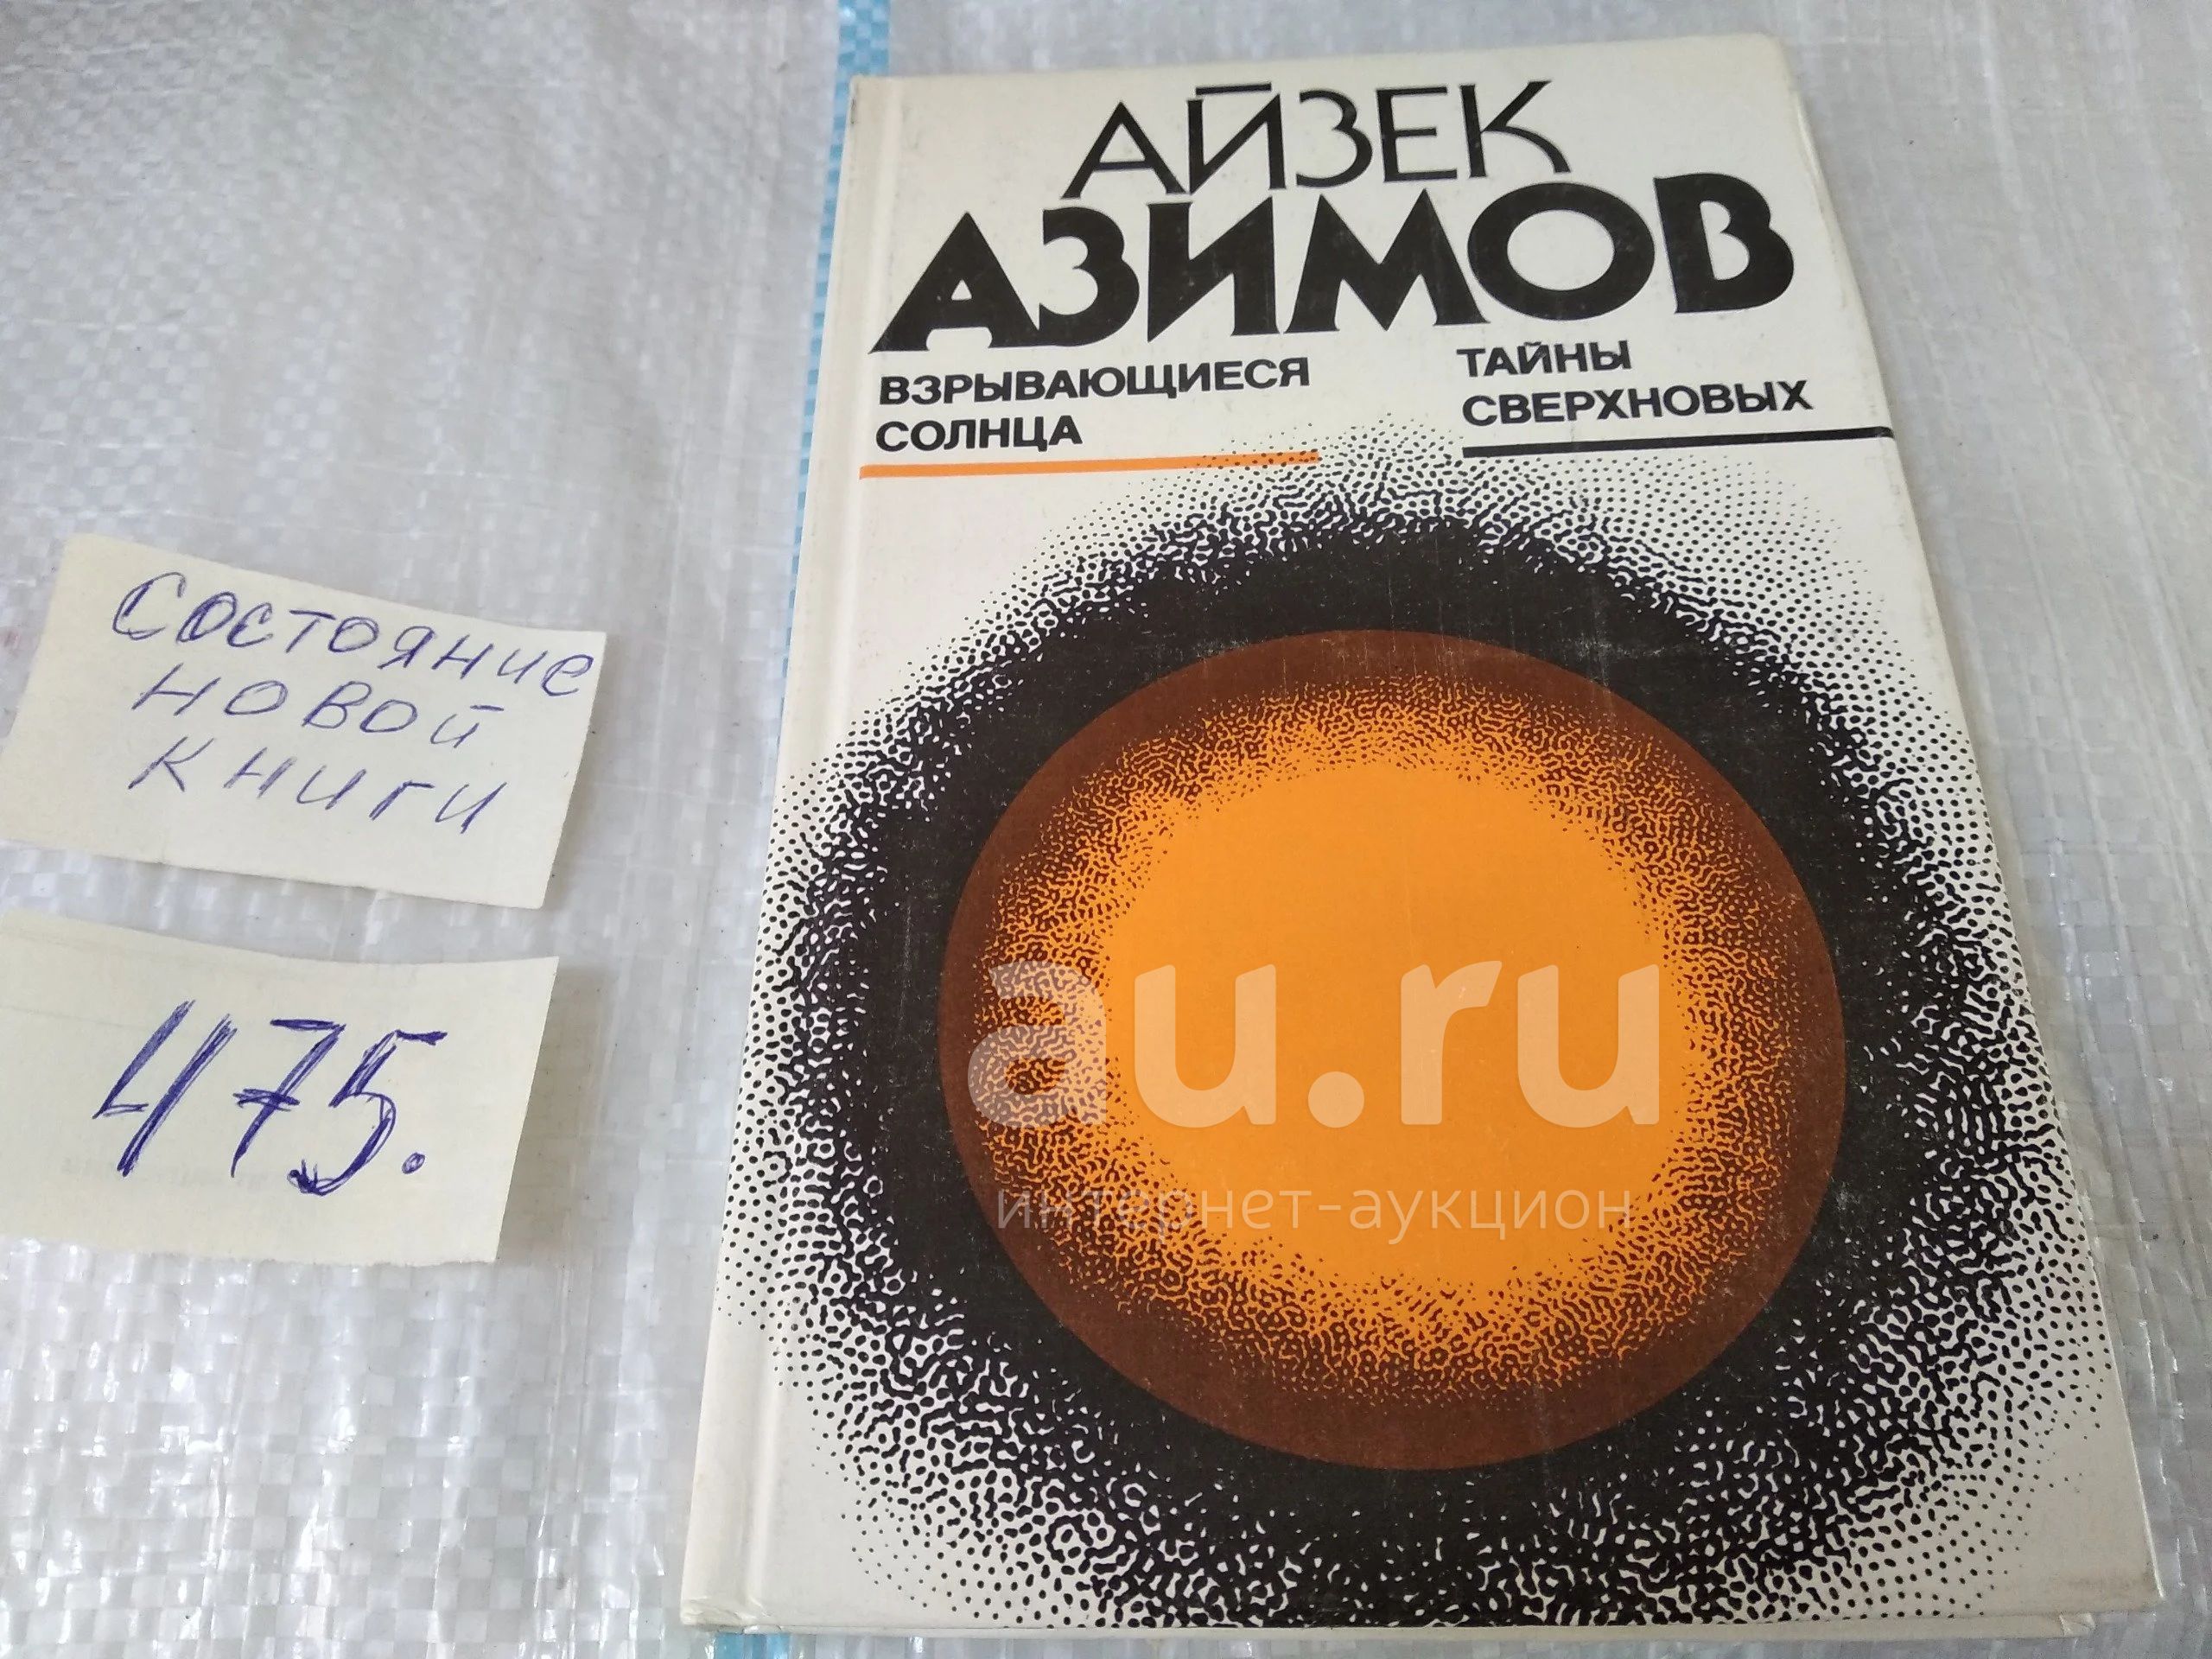 АЙЗЕК
АЗИМОВ
ВЗРЫВАЮЩИЕСЯ
СОЛНЦА
ТАЙНЫ
СВЕРХНОВЫХ
Состояние
новой
книги
475.
au.ru
интернет-аукцион